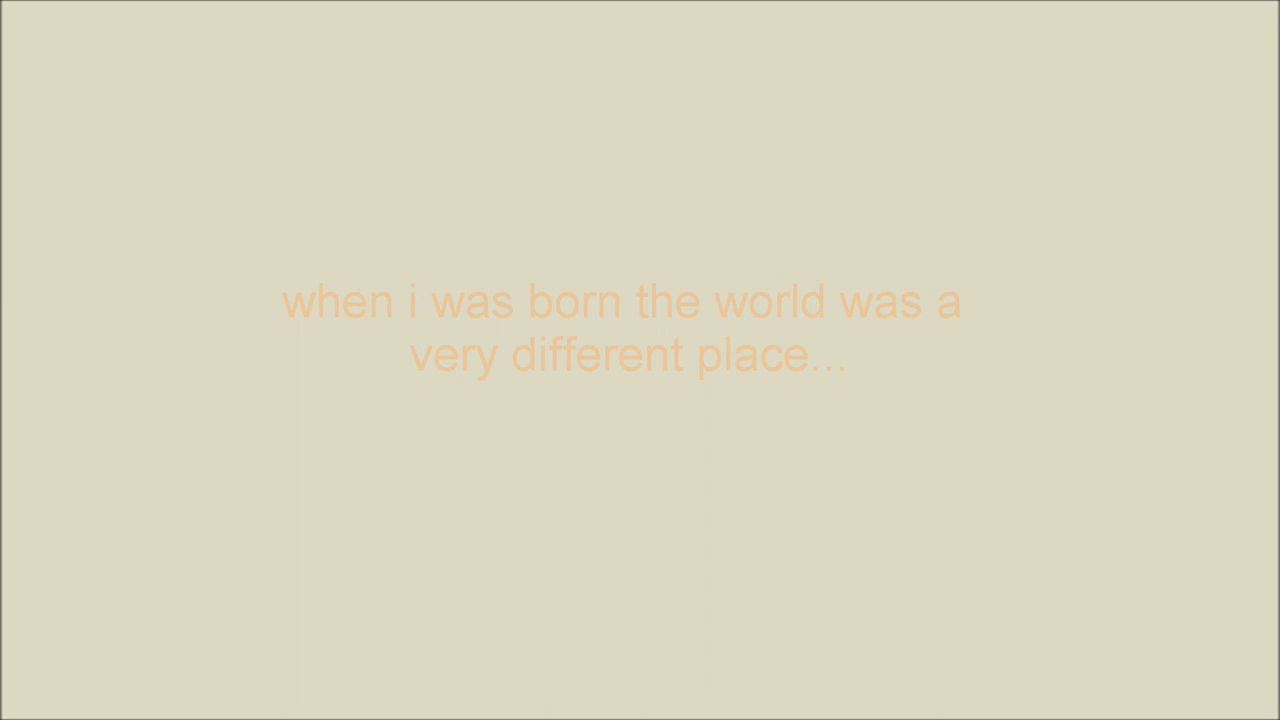 when i was born the world was a
very different place...